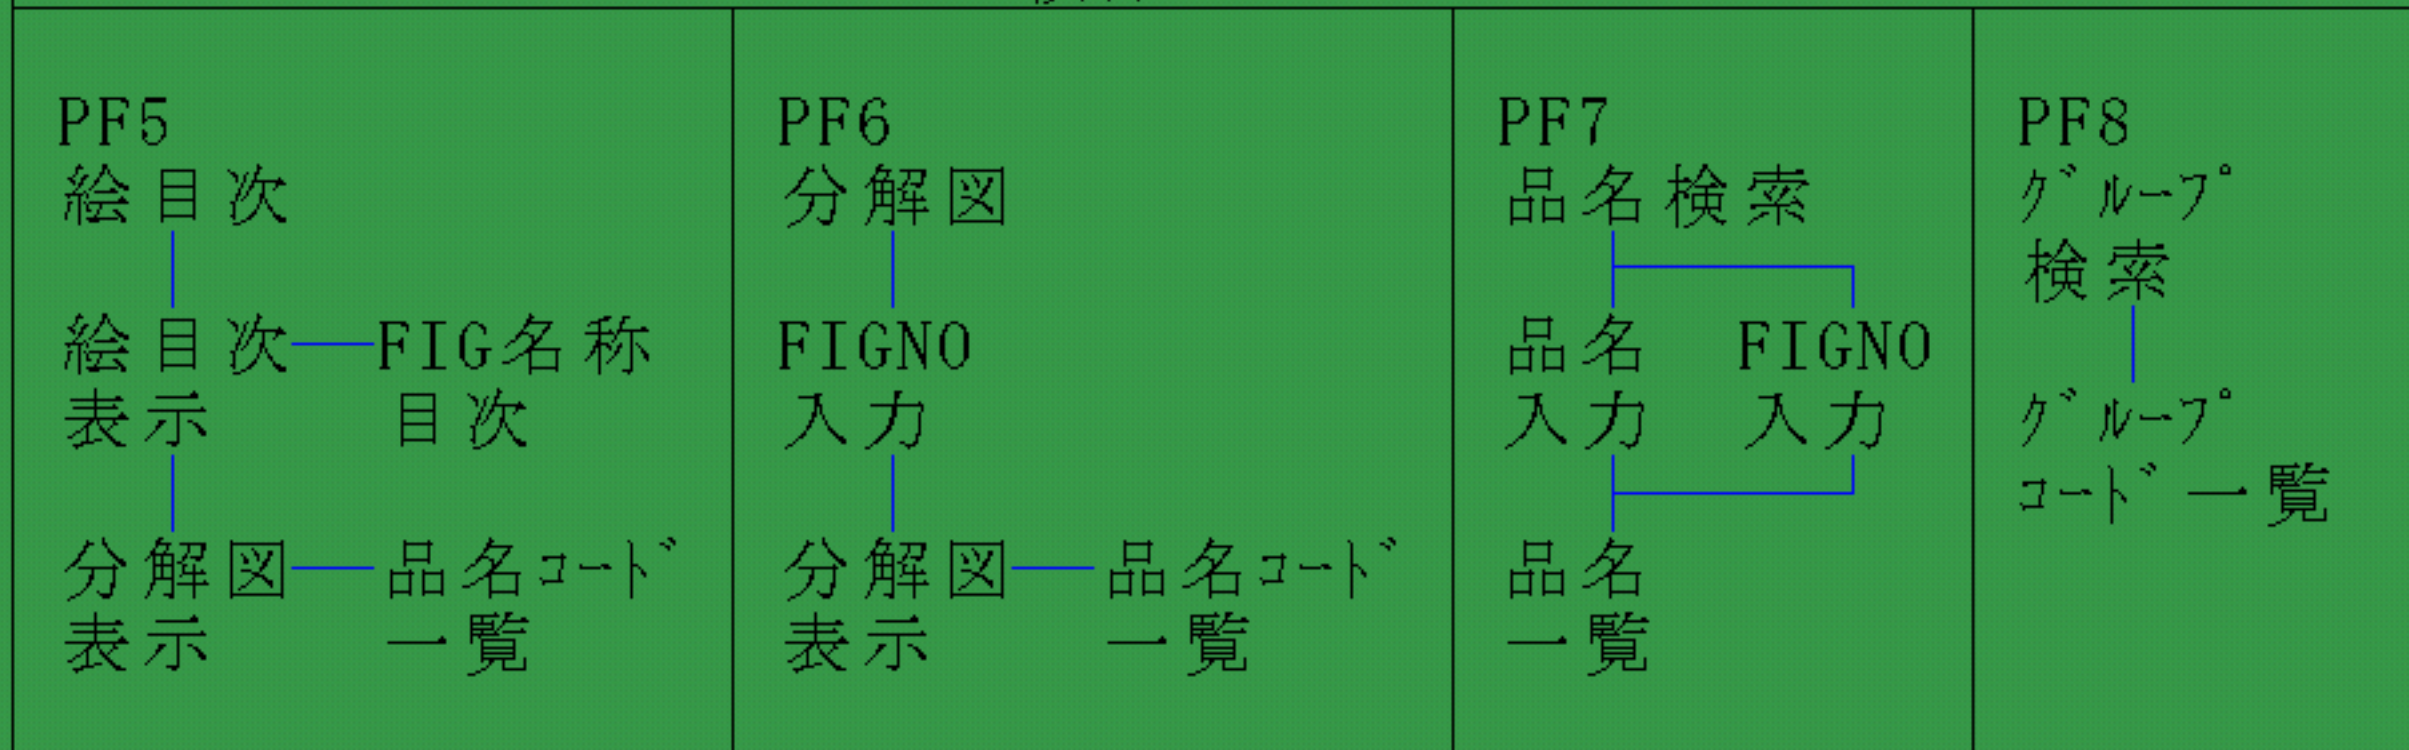 PF5
絵目次
絵目次 FIG名称
表示 目次
分解図 品名ｺｰﾄﾞ
表示 一覧
PF6
分解図
FIGNO
入力
分解図 品名ｺｰﾄﾞ
表示 一覧
PF7
品名検索
品名 FIGNO
入力 入力
品名
一覧
PF8
ｸﾞﾙｰﾌﾟ
検索
ｸﾞﾙｰﾌﾟ
ｺｰﾄﾞ一覧